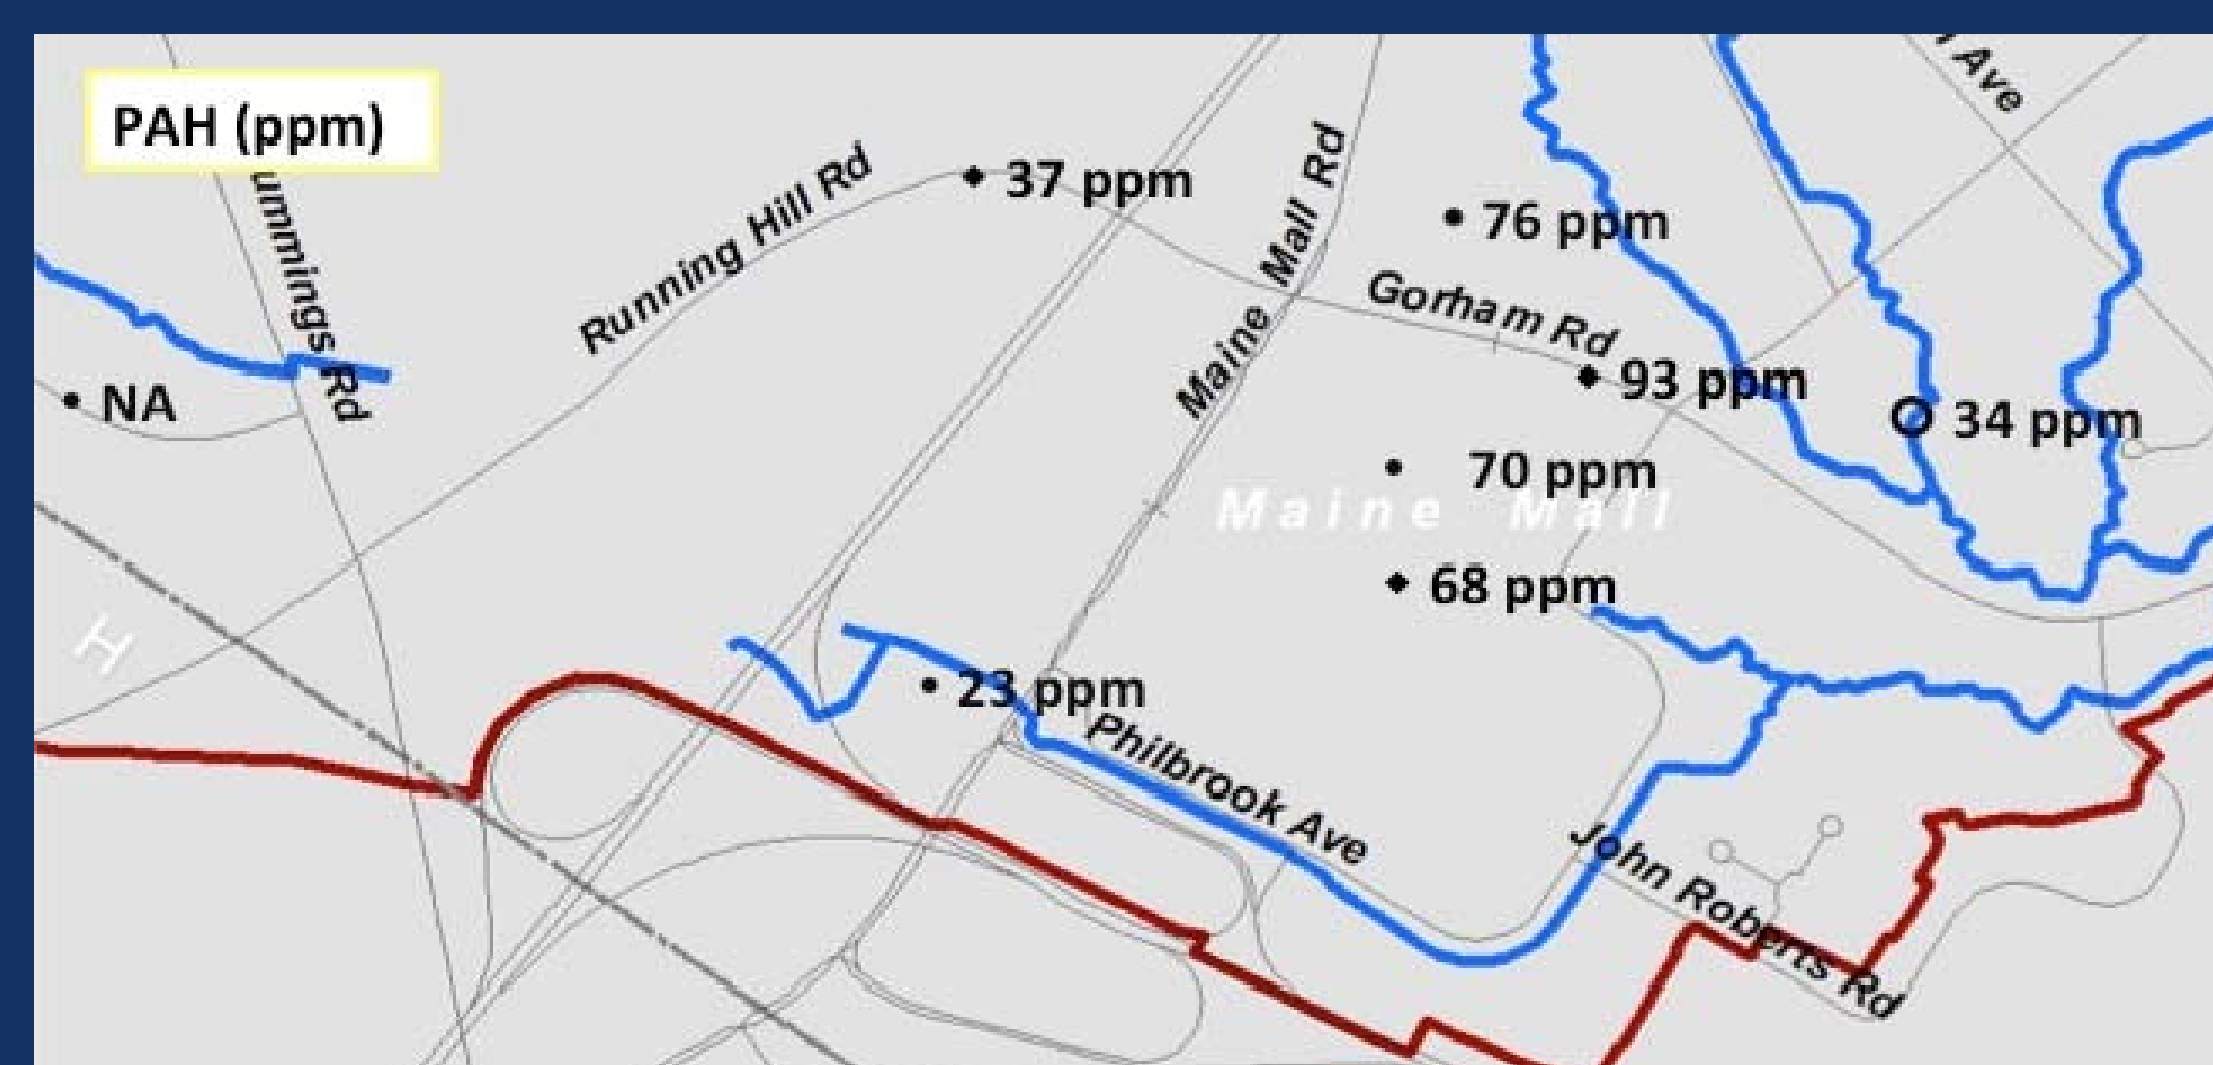 PAH (ppm)
ummings Rd
Running Hill Rd
37 ppm
Maine Mall Rd
76 ppm
Ave
Gorham Rd
93 ppm
NA
34 ppm
70 ppm
Maine Mall
68 ppm
H
23 ppm
Philbrook Ave
John Roberts Rd